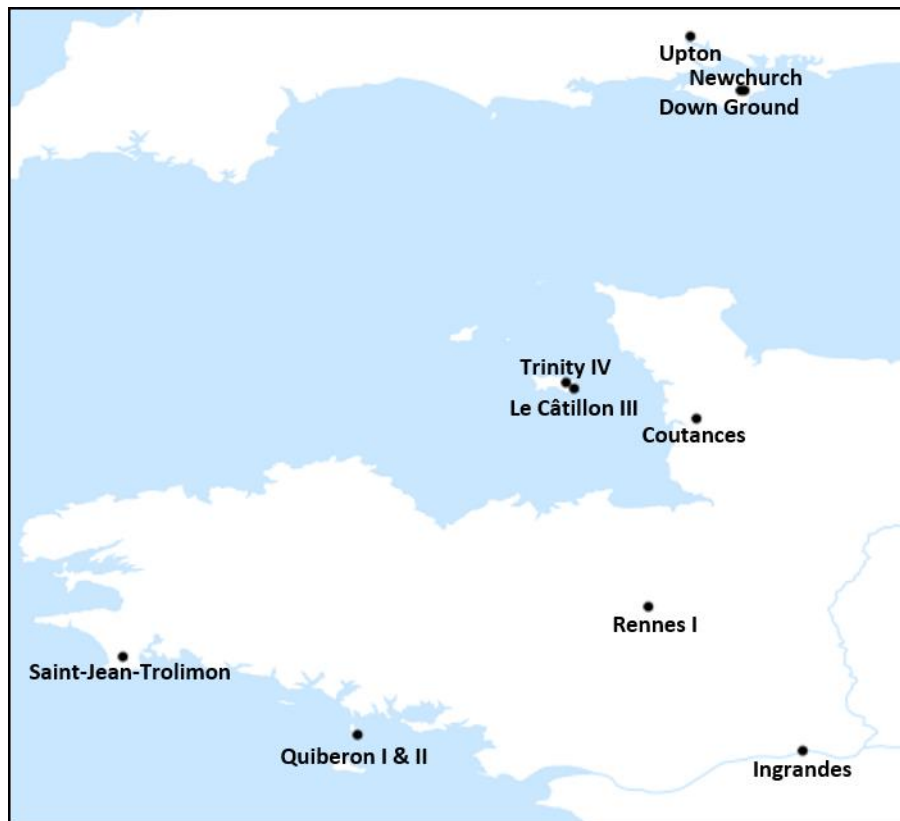 Upton
Newchurch
Down Ground
Trinity IV
Le Câtillon III
Coutances
Rennes I
Saint-Jean-Trolimon
Quiberon I & II
Ingrandes